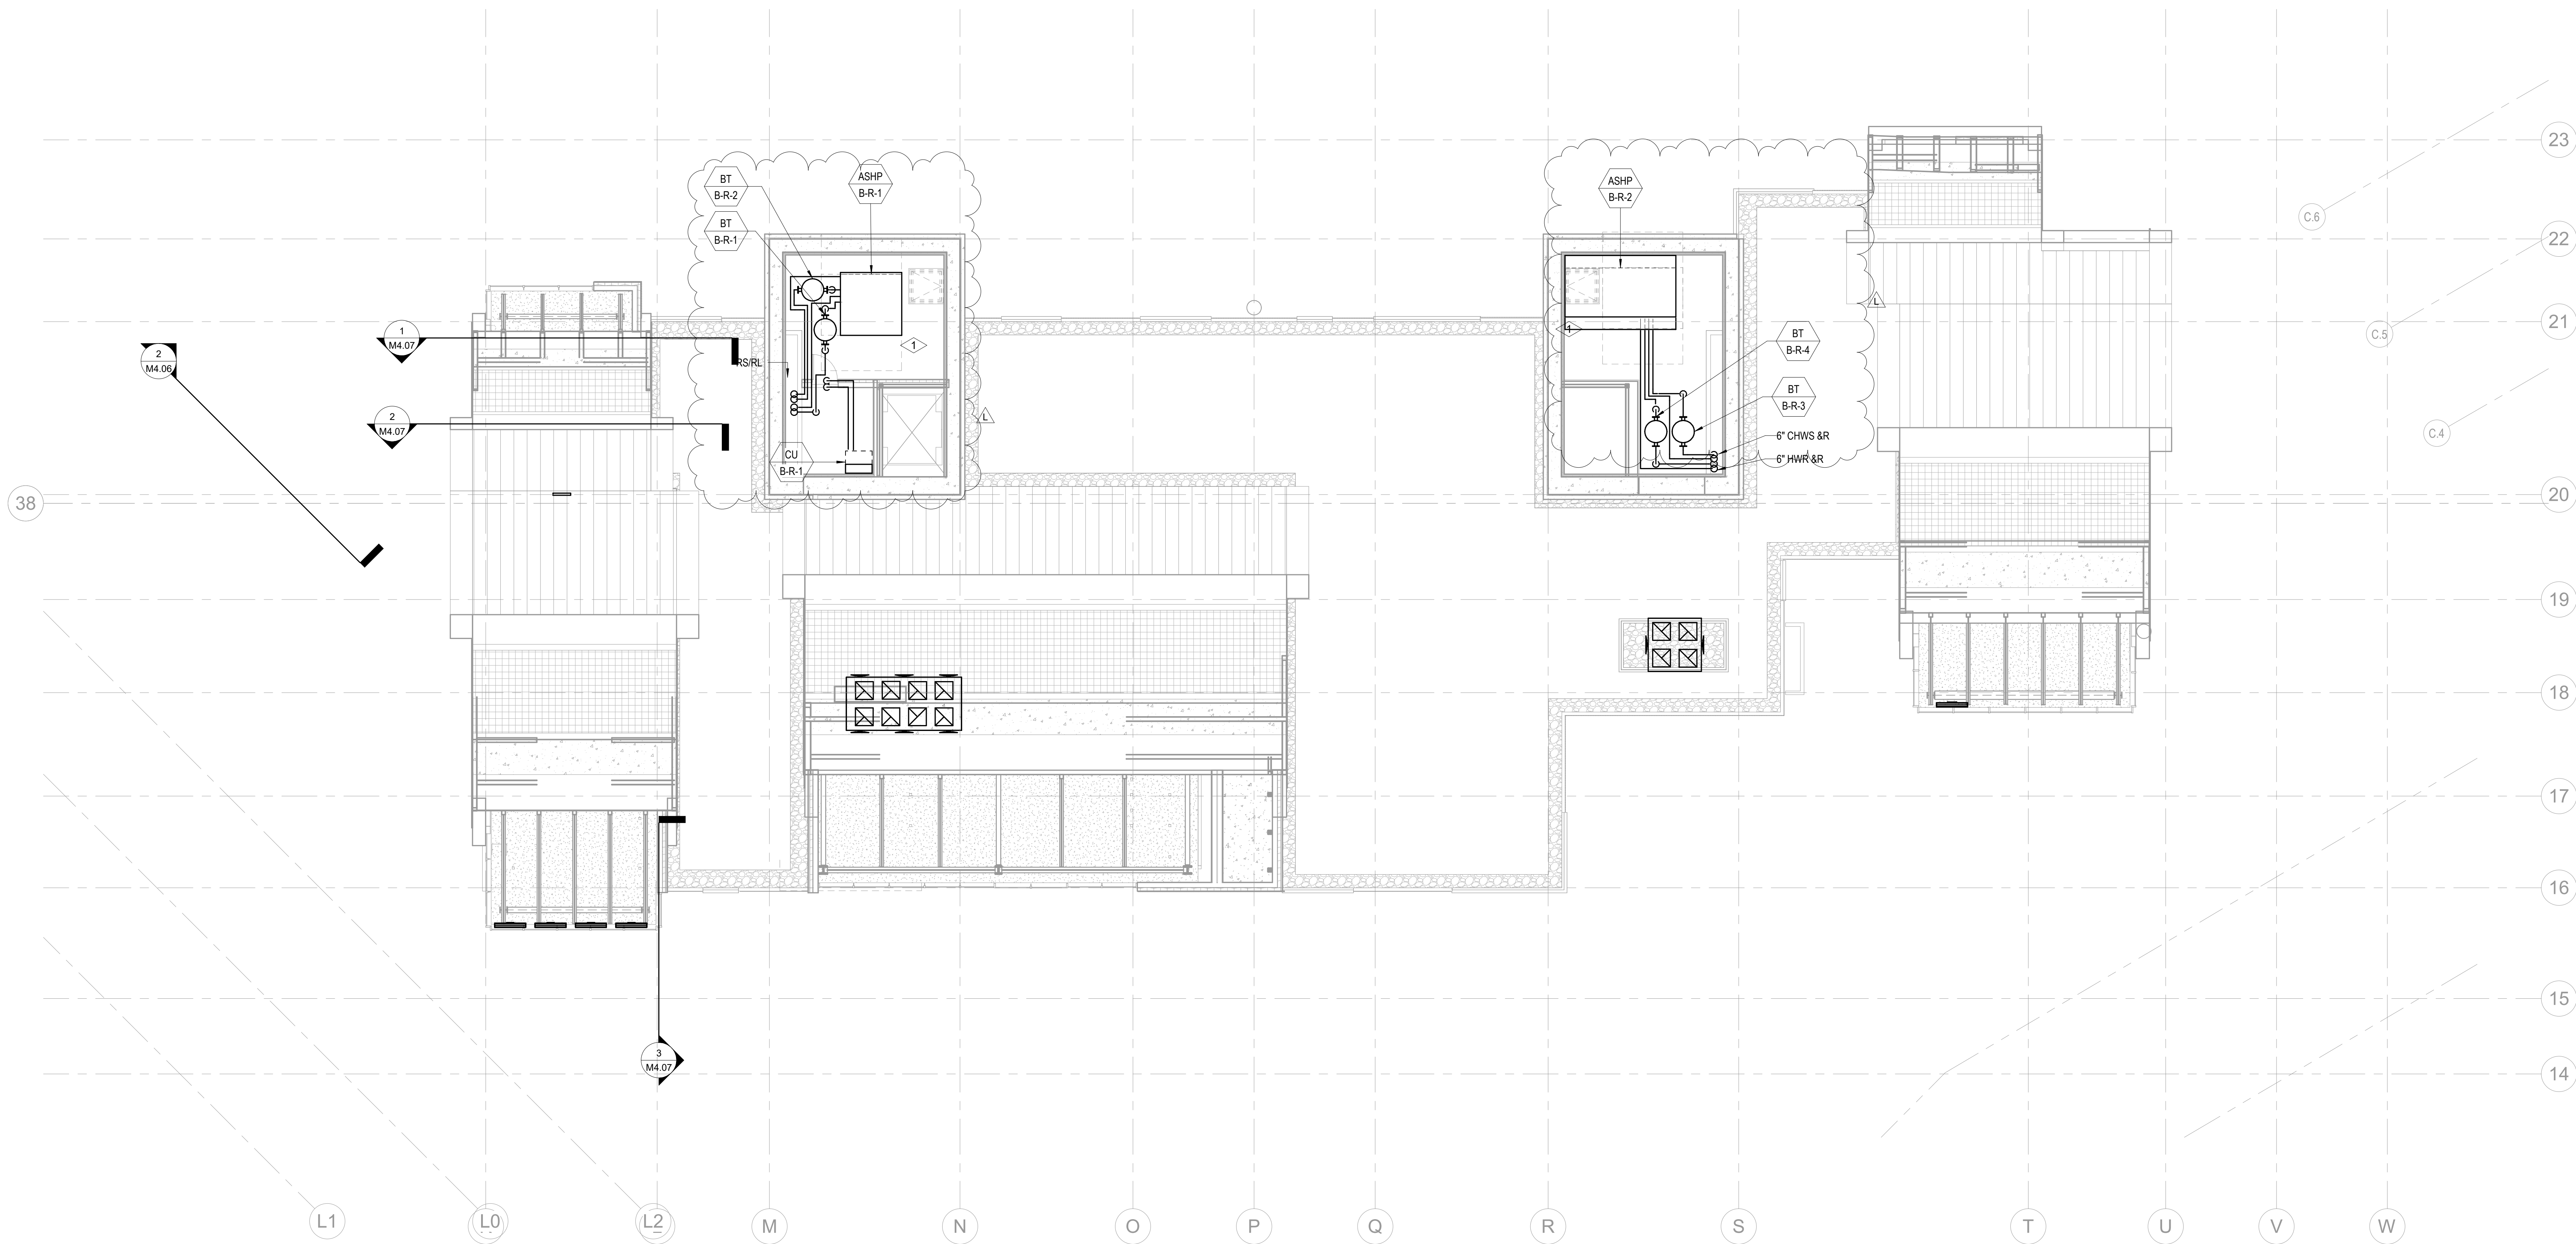 23
BT
B-R-2
ASHP
B-R-1
ASHP
B-R-2
C.6
BT
B-R-1
22
L
21
1
M4.07
1
1
BT
B-R-4
C.5
2
M4.06
RS/RL
BT
B-R-3
2
M4.07
L
6" CHWS &R
C.4
CU
B-R-1
6" HWR &R
38
20
19
18
17
16
15
3
M4.07
14
L1
L0
L2
M
N
O
P
Q
R
S
T
U
V
W